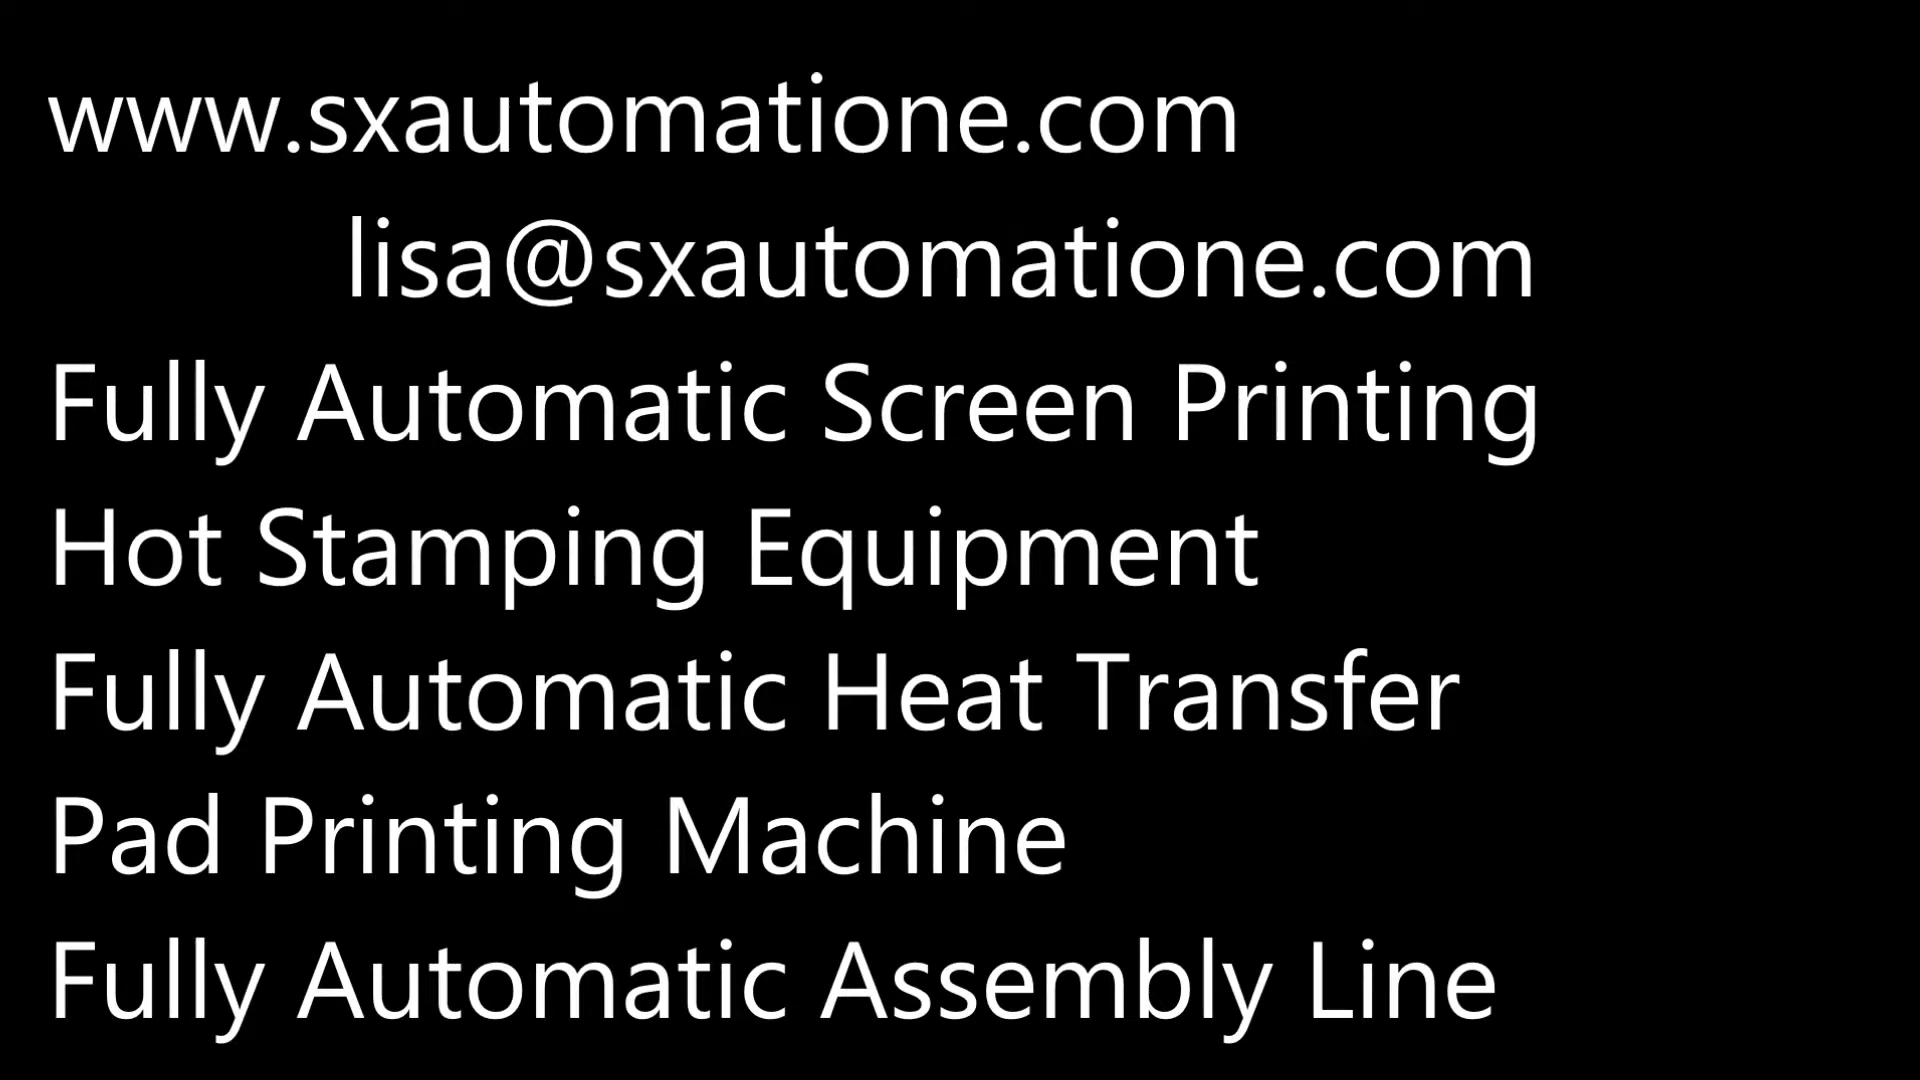 www.sxautomatione.com
lisa@sxautomatione.com
Fully Automatic Screen Printing
Hot Stamping Equipment
Fully Automatic Heat Transfer
Pad Printing Machine
Fully Automatic Assembly Line